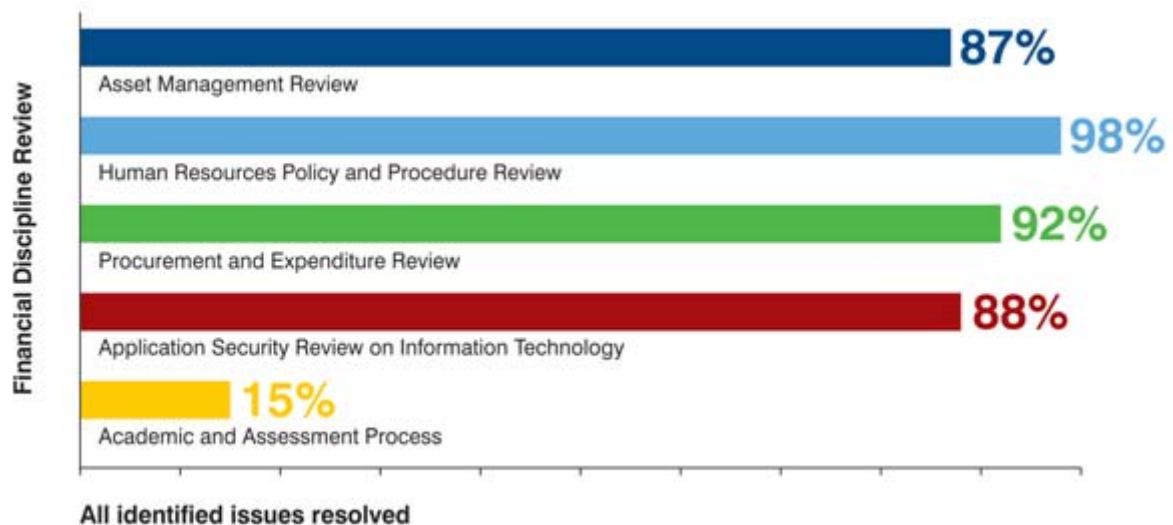 Financial Discipline Review
87%
Asset Management Review
98%
Human Resources Policy and Procedure Review
92%
Procurement and Expenditure Review
88%
Application Security Review on Information Technology
15%
Academic and Assessment Process
All identified issues resolved